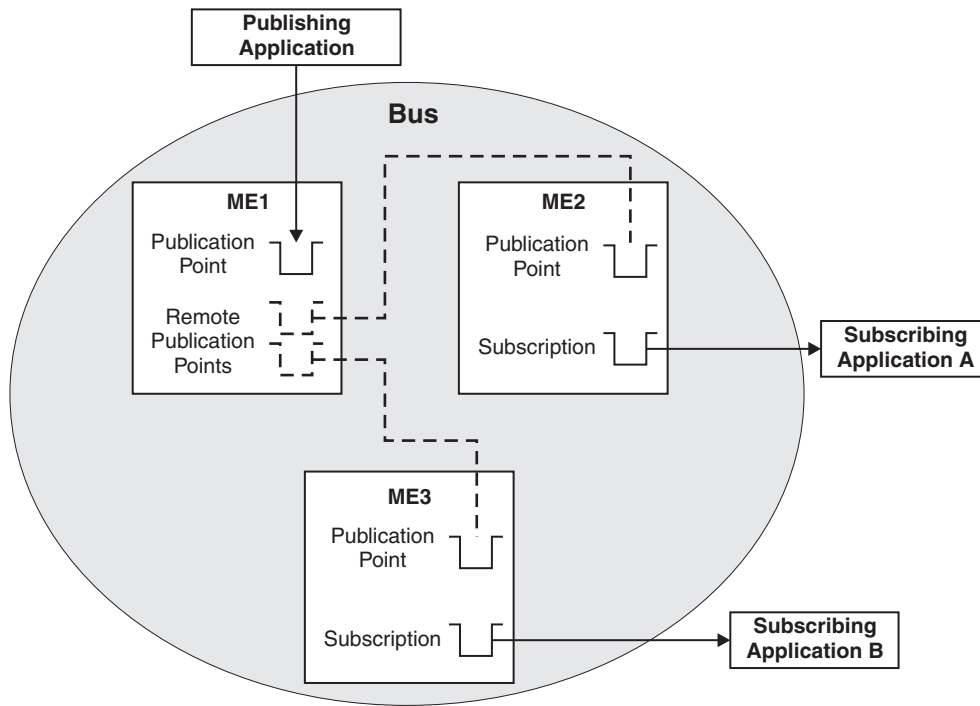 Publishing
Application
Bus
ME1
Publication
Point
Remote
Publication
Points
ME2
Publication
Point
Subscription
Subscribing
Application A
ME3
Publication
Point
Subscription
Subscribing
Application B